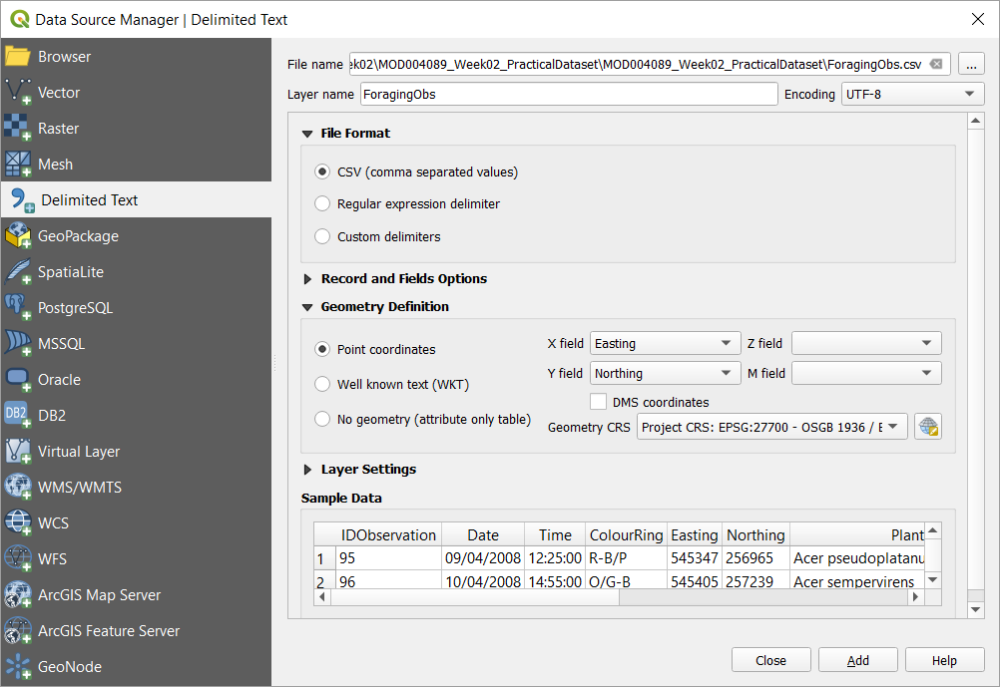 Data Source Manager | Delimited Text
Browser
Vector
Raster
Mesh
Delimited Text
GeoPackage
SpatiaLite
PostgreSQL
MSSQL
Oracle
DB2 DB2
Virtual Layer
WMS/WMTS
WCS
WFS
ArcGIS Map Server
ArcGIS Feature Server
GeoNode
File name ek02\MOD004089_Week02_PracticalDataset\MOD004089_Week02_PracticalDataset\ForagingObs.csv ...
Layer name ForagingObs Encoding UTF-8
File Format
CSV (comma separated values)
Regular expression delimiter
Custom delimiters
Record and Fields Options
Geometry Definition
Point coordinates X field Easting Z field
Well known text (WKT) Y field Northing M field
DMS coordinates
No geometry (attribute only table) Geometry CRS Project CRS: EPSG:27700 - OSGB 1936 / E
Layer Settings
Sample Data
IDObservation Date Time ColourRing Easting Northing Plant
1 95 09/04/2008 12:25:00 R-B/P 545347 256965 Acer pseudoplatanu
2 96 10/04/2008 14:55:00 O/G-B 545405 257239 Acer sempervirens
Close Add Help